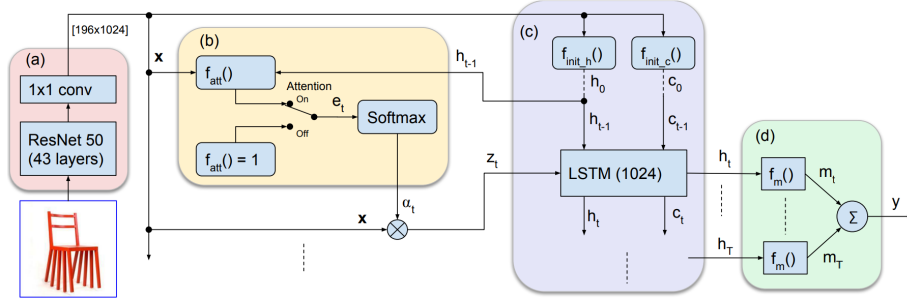 [196x1024]
(a)
1x1 conv
ResNet 50
(43 layers)
x
(b)
f_att()
Attention
On
Off
e_t
Softmax
f_att() = 1
α_t
x
h_t-1
z_t
(c)
f_init_h()
f_init_c()
h_0
c_0
h_t-1
c_t-1
LSTM (1024)
h_t
c_t
h_t
h_T
(d)
f_m()
m_t
Σ
y
f_m()
m_T